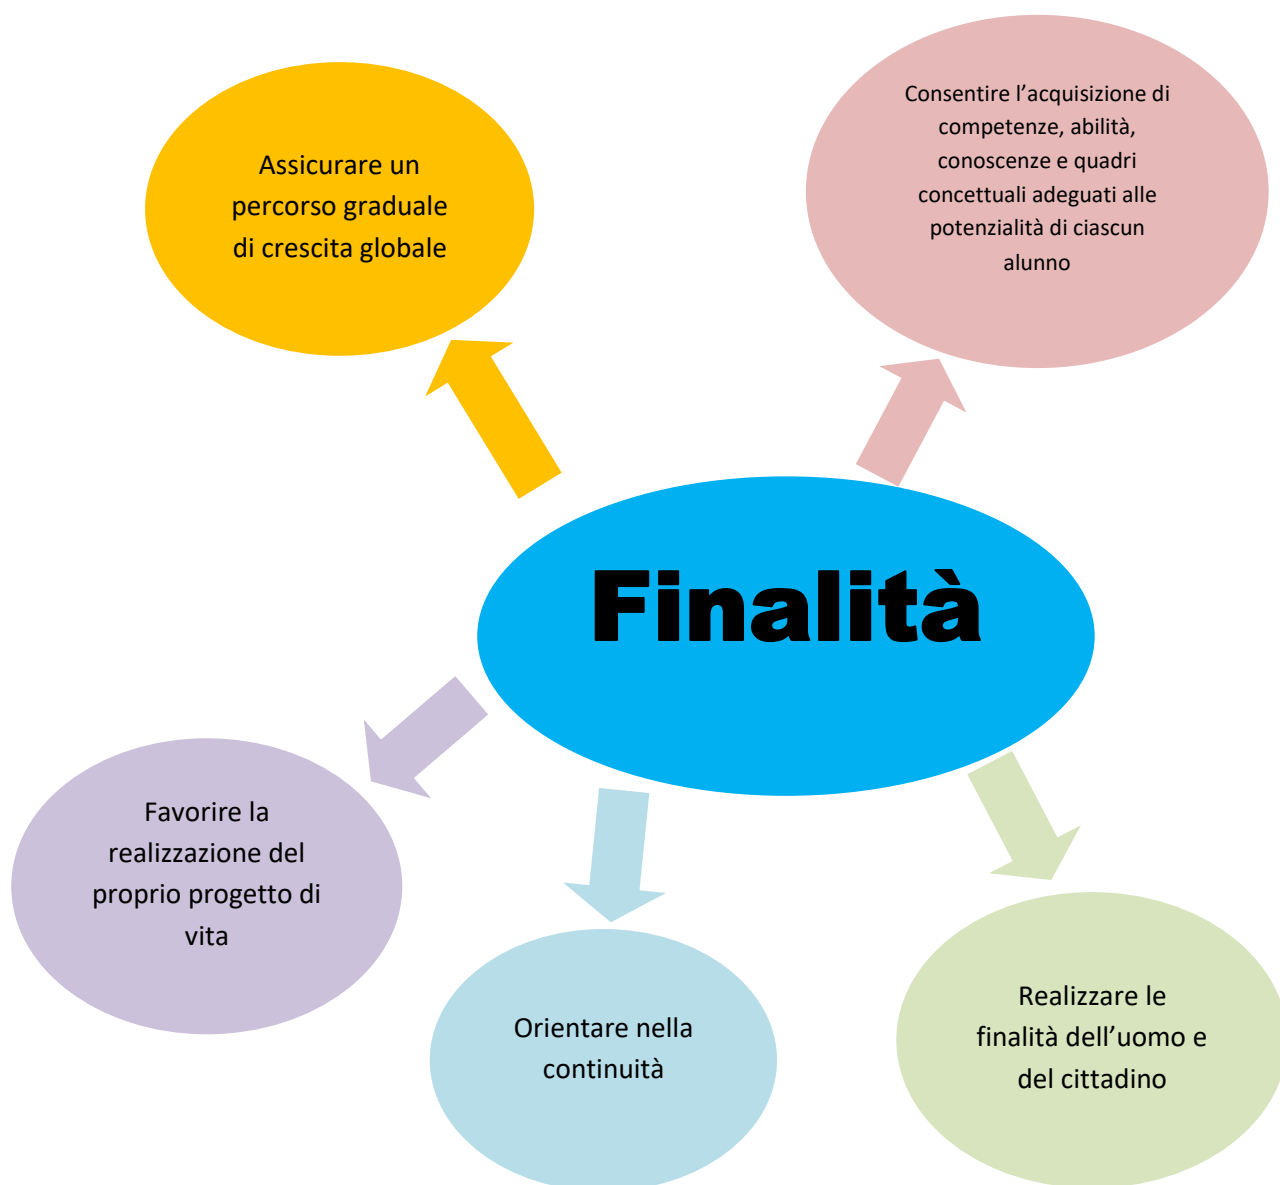 Assicurare un
percorso graduale
di crescita globale
Consentire l’acquisizione di
competenze, abilità,
conoscenze e quadri
concettuali adeguati alle
potenzialità di ciascun
alunno
Finalità
Favorire la
realizzazione del
proprio progetto di
vita
Orientare nella
continuità
Realizzare le
finalità dell’uomo e
del cittadino